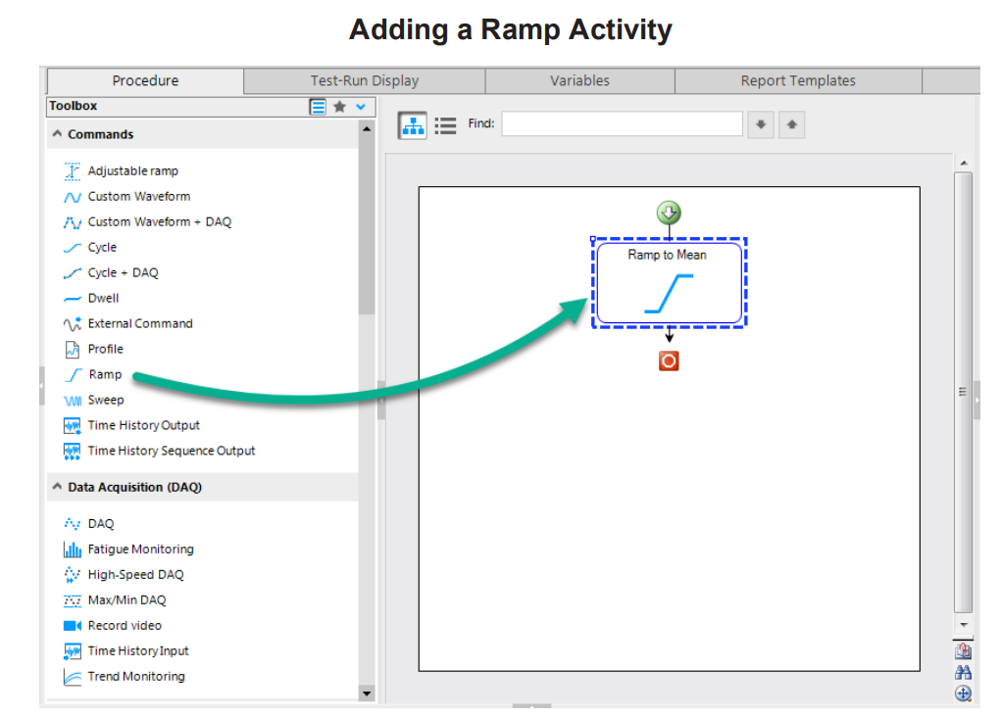 Adding a Ramp Activity
Procedure Test-Run Display Variables Report Templates
Toolbox
Find:
Commands
Adjustable ramp
Custom Waveform
Custom Waveform + DAQ
Cycle
Cycle + DAQ
Dwell
External Command
Profile
Ramp
Sweep
Time History Output
Time History Sequence Output
Data Acquisition (DAQ)
DAQ
Fatigue Monitoring
High-Speed DAQ
Max/Min DAQ
Record video
Time History Input
Trend Monitoring
Ramp to Mean